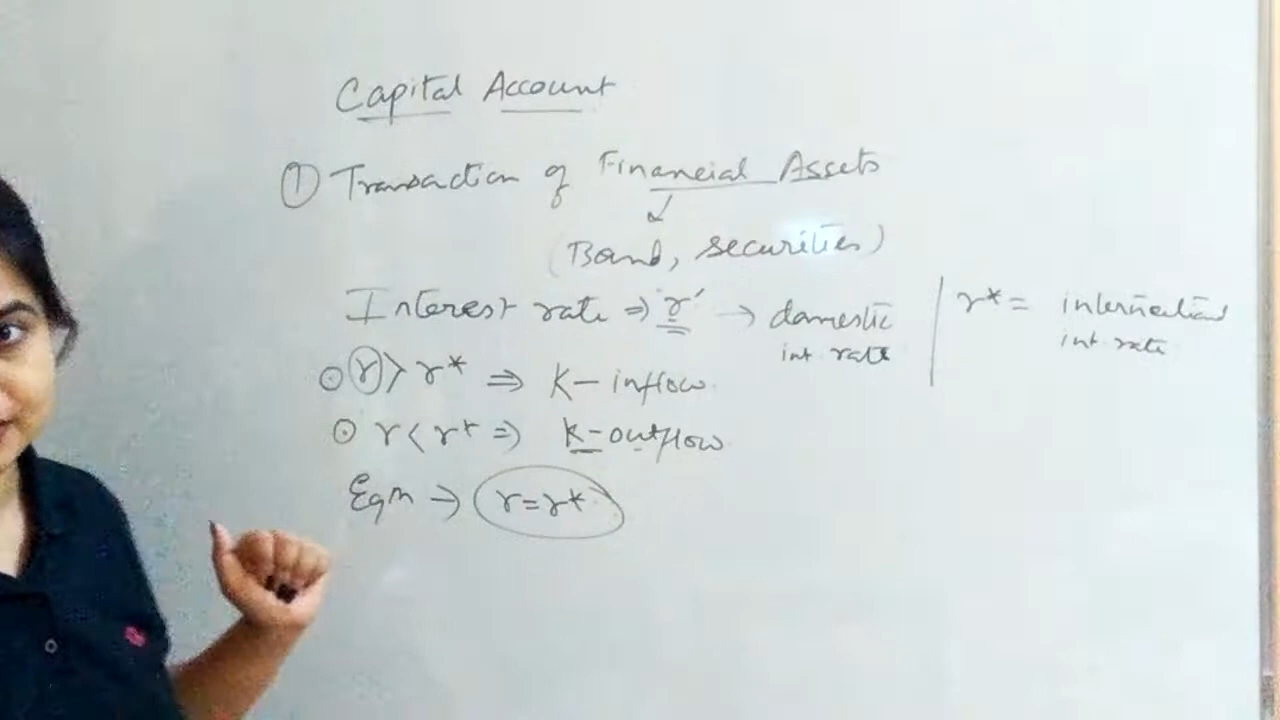 Capital Account
① Transaction of Financial Assets
↓
(Bond, securities)
Interest rate ⇒ 'r' → domestic int rate | r* = international int rate
⊙ r > r* ⇒ K - inflow
⊙ r < r* ⇒ K - outflow
Eqm → r = r*